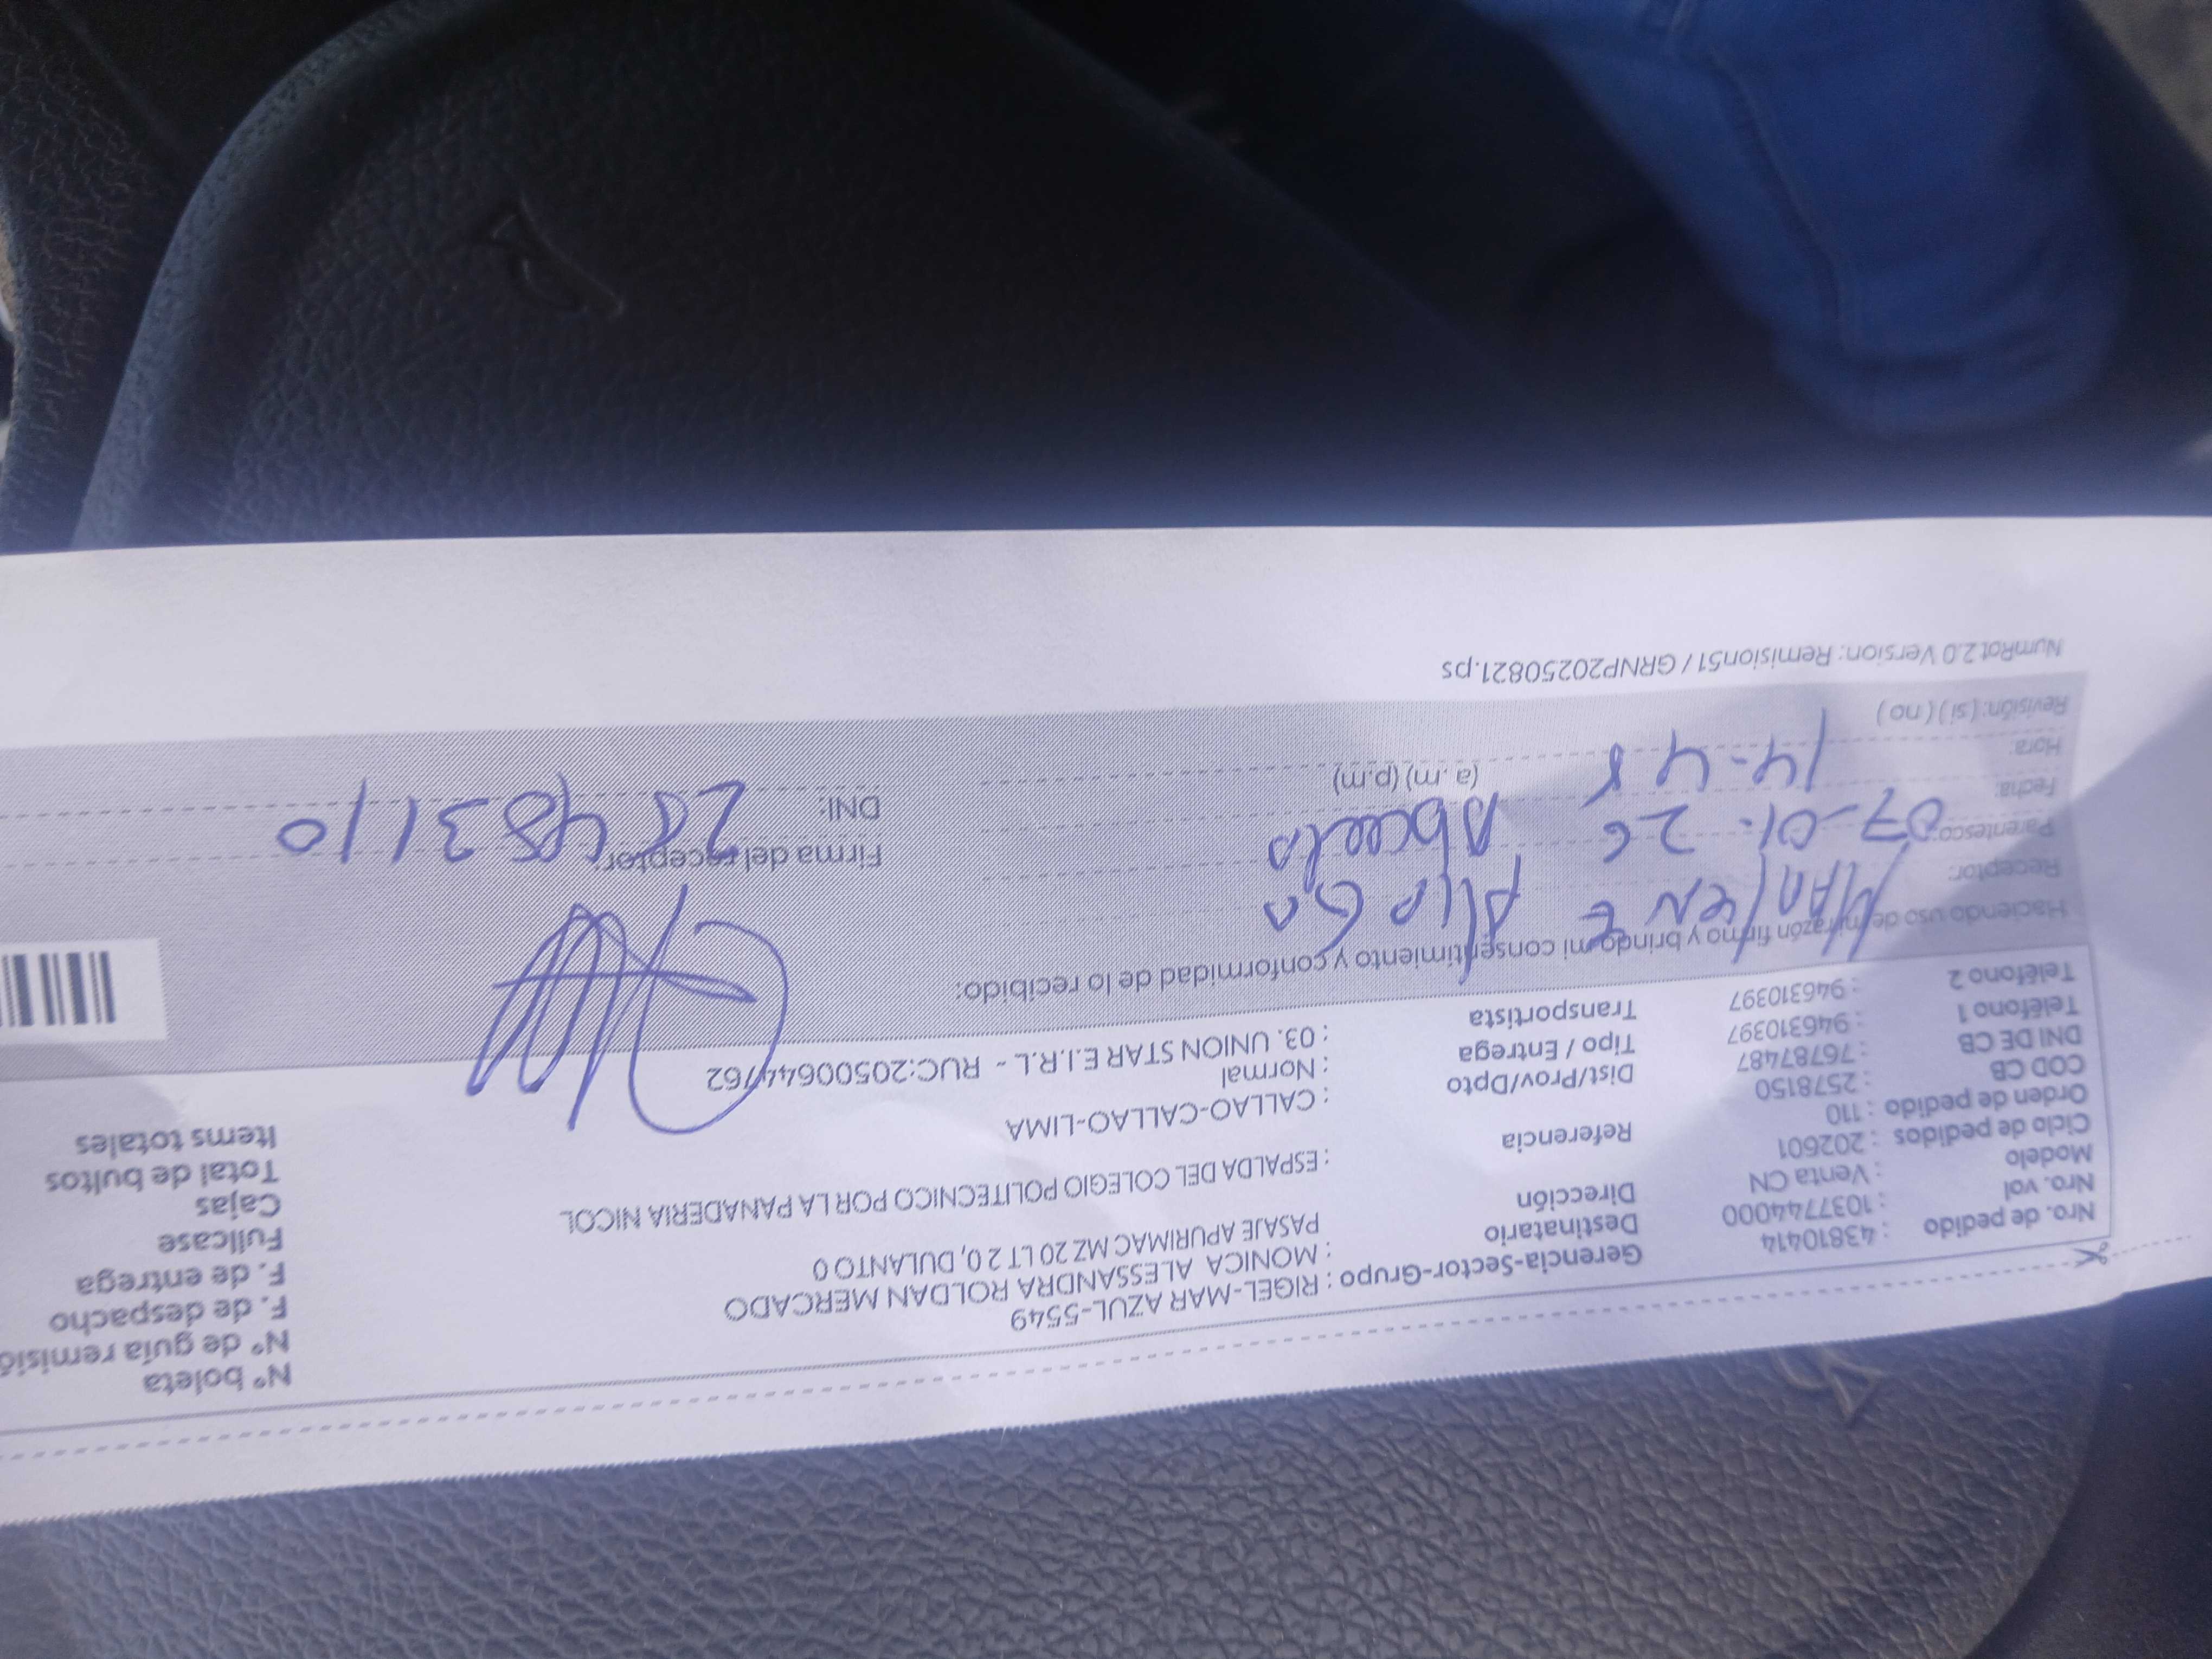 Nº boleta
Nº de guía remisió
F. de despacho
F. de entrega
Fullcase
Cajas
Total de bultos
Items totales
Nro. de pedido : 43810414
Nro. vol : 1037744000
Modelo : Venta CN
Ciclo de pedidos : 202601
Orden de pedido : 110
COD CB : 2578150
DNI DE CB : 76787487
Teléfono 1 : 946310397
Teléfono 2 : 946310397
Gerencia-Sector-Grupo : RIGEL-MAR AZUL-5549
Destinatario : MONICA ALESSANDRA ROLDAN MERCADO
Dirección PASAJE APURIMAC MZ 20 LT 2 0, DULANTO 0
Referencia : ESPALDA DEL COLEGIO POLITECNICO POR LA PANADERIA NICOL
Dist/Prov/Dpto : CALLAO-CALLAO-LIMA
Tipo / Entrega : Normal
Transportista : 03. UNION STAR E.I.R.L. - RUC:20500644762
Haciendo uso de mi razón firmo y brindo mi consentimiento y conformidad de lo recibido:
Receptor:
Parentesco:
Fecha: 07-01-26
Hora: 14-48 (a.m) (p.m)
Revisión: (si) (no)
Firma del receptor:
DNI:
NumRot 2.0 Version: Remision51 / GRNP20250821.ps